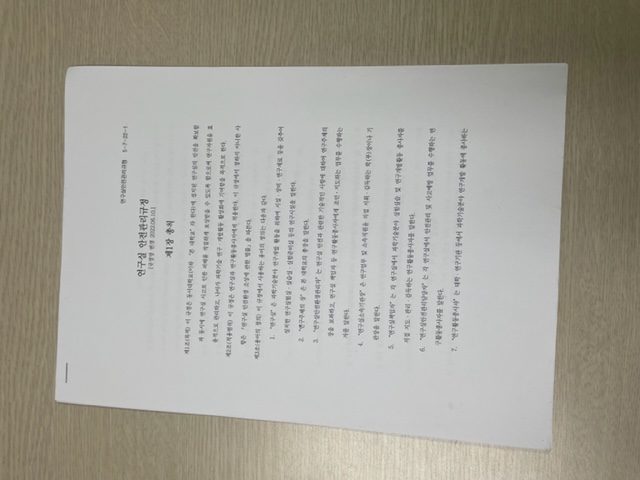 연구실안전관리규정 5-7-22-1
연구실 안전관리규정
[규정명 변경 2022.06.10.]
제1장 총칙
제1조(목적) 이 규정은 동서대학교(이하 “본 대학교”라 한다)에 설치된 연구실의 안전을 확보함
과 동시에 연구실 사고로 인한 피해를 적절하게 보상받을 수 있도록 함으로써 연구자원을 효
율적으로 관리하고, 나아가 과학기술 연구·개발활동 활성화에 기여함을 목적으로 한다.
제2조(적용범위) 이 규정은 연구실과 연구활동종사자에게 적용한다. 이 규정에서 정하지 아니한 사
항은 「연구실 안전환경 조성에 관한 법률」을 따른다.
제3조(용어의 정의) 이 규정에서 사용하는 용어의 정의는 다음과 같다.
1. “연구실”은 과학기술분야 연구개발 활동을 위하여 시설·장비·연구재료 등을 갖추어
설치한 연구실험실·실습실·실험준비실 등의 연구시설을 말한다.
2. “연구주체의 장”은 본 대학교의 총장을 말한다.
3. “연구실안전환경관리자”는 연구실 안전과 관련한 기술적인 사항에 대하여 연구주체의
장을 보좌하고, 연구실 책임자 등 연구활동종사자에게 조언·지도하는 업무를 수행하는
자를 말한다.
4. “연구실소속기관장”은 연구업무 및 소속직원을 직접 지휘·감독하는 학(부)장이나 기
관장을 말한다.
5. “연구실책임자”는 각 연구실에서 과학기술분야 실험실습 및 연구개발활동 종사자를
직접 지도·관리·감독하는 연구활동종사자를 말한다.
6. “연구실안전관리담당자”는 각 연구실에서 안전관리 및 사고예방 업무를 수행하는 연
구활동종사자를 말한다.
7. “연구활동종사자”는 대학·연구기관 등에서 과학기술분야 연구개발 활동에 종사하는